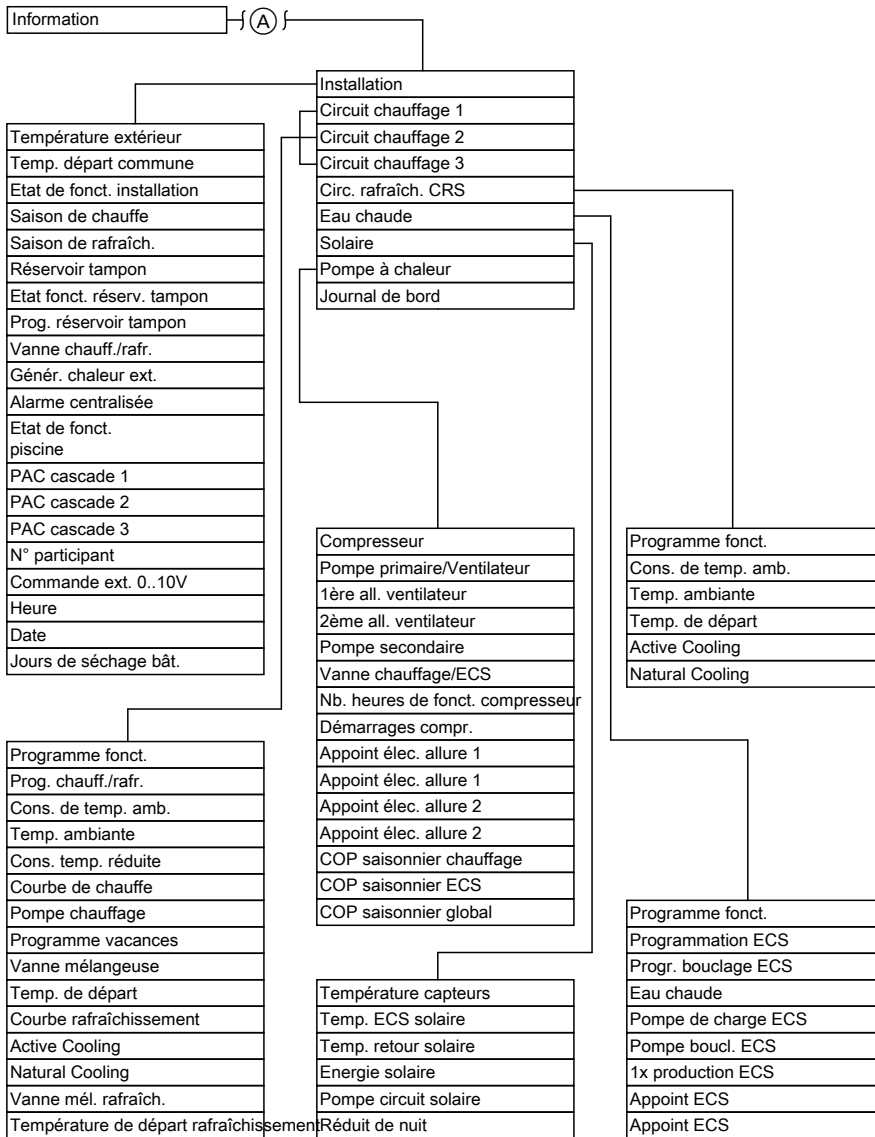 Information
A
Installation
Circuit chauffage 1
Circuit chauffage 2
Circuit chauffage 3
Circ. rafraîch. CRS
Eau chaude
Solaire
Pompe à chaleur
Journal de bord
Température extérieur
Temp. départ commune
Etat de fonct. installation
Saison de chauffe
Saison de rafraîch.
Réservoir tampon
Etat fonct. réserv. tampon
Prog. réservoir tampon
Vanne chauff./rafr.
Génér. chaleur ext.
Alarme centralisée
Etat de fonct.
piscine
PAC cascade 1
PAC cascade 2
PAC cascade 3
N° participant
Commande ext. 0..10V
Heure
Date
Jours de séchage bât.
Compresseur
Pompe primaire/Ventilateur
1ère all. ventilateur
2ème all. ventilateur
Pompe secondaire
Vanne chauffage/ECS
Nb. heures de fonct. compresseur
Démarrages compr.
Appoint élec. allure 1
Appoint élec. allure 1
Appoint élec. allure 2
Appoint élec. allure 2
COP saisonnier chauffage
COP saisonnier ECS
COP saisonnier global
Programme fonct.
Cons. de temp. amb.
Temp. ambiante
Temp. de départ
Active Cooling
Natural Cooling
Programme fonct.
Prog. chauff./rafr.
Cons. de temp. amb.
Temp. ambiante
Cons. temp. réduite
Courbe de chauffe
Pompe chauffage
Programme vacances
Vanne mélangeuse
Temp. de départ
Courbe rafraîchissement
Active Cooling
Natural Cooling
Vanne mél. rafraîch.
Température de départ rafraîchissement
Température capteurs
Temp. ECS solaire
Temp. retour solaire
Energie solaire
Pompe circuit solaire
Réduit de nuit
Programme fonct.
Programmation ECS
Progr. bouclage ECS
Eau chaude
Pompe de charge ECS
Pompe boucl. ECS
1x production ECS
Appoint ECS
Appoint ECS